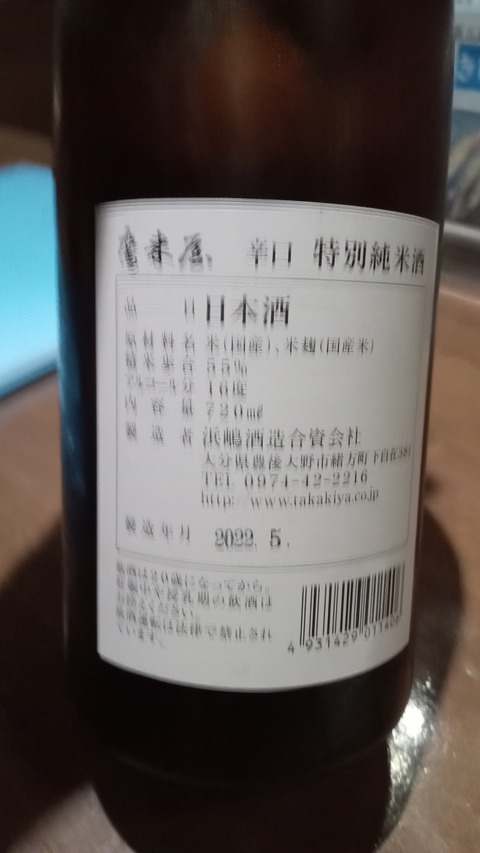 鷹来屋 辛口 特別純米酒
品目 日本酒
原材料名 米(国産)、米麹(国産米)
精米歩合 55%
アルコール分 16度
内容量 720㎖
製造者 浜嶋酒造合資会社
大分県豊後大野市緒方町下自在381
TEL 0974-42-2216
http://www.takakiya.co.jp
製造年月 2022. 5.
飲酒は20歳になってから。
妊娠中や授乳期の飲酒は
お控えください。
飲酒運転は法律で禁止され
ています。
4 931429 01140